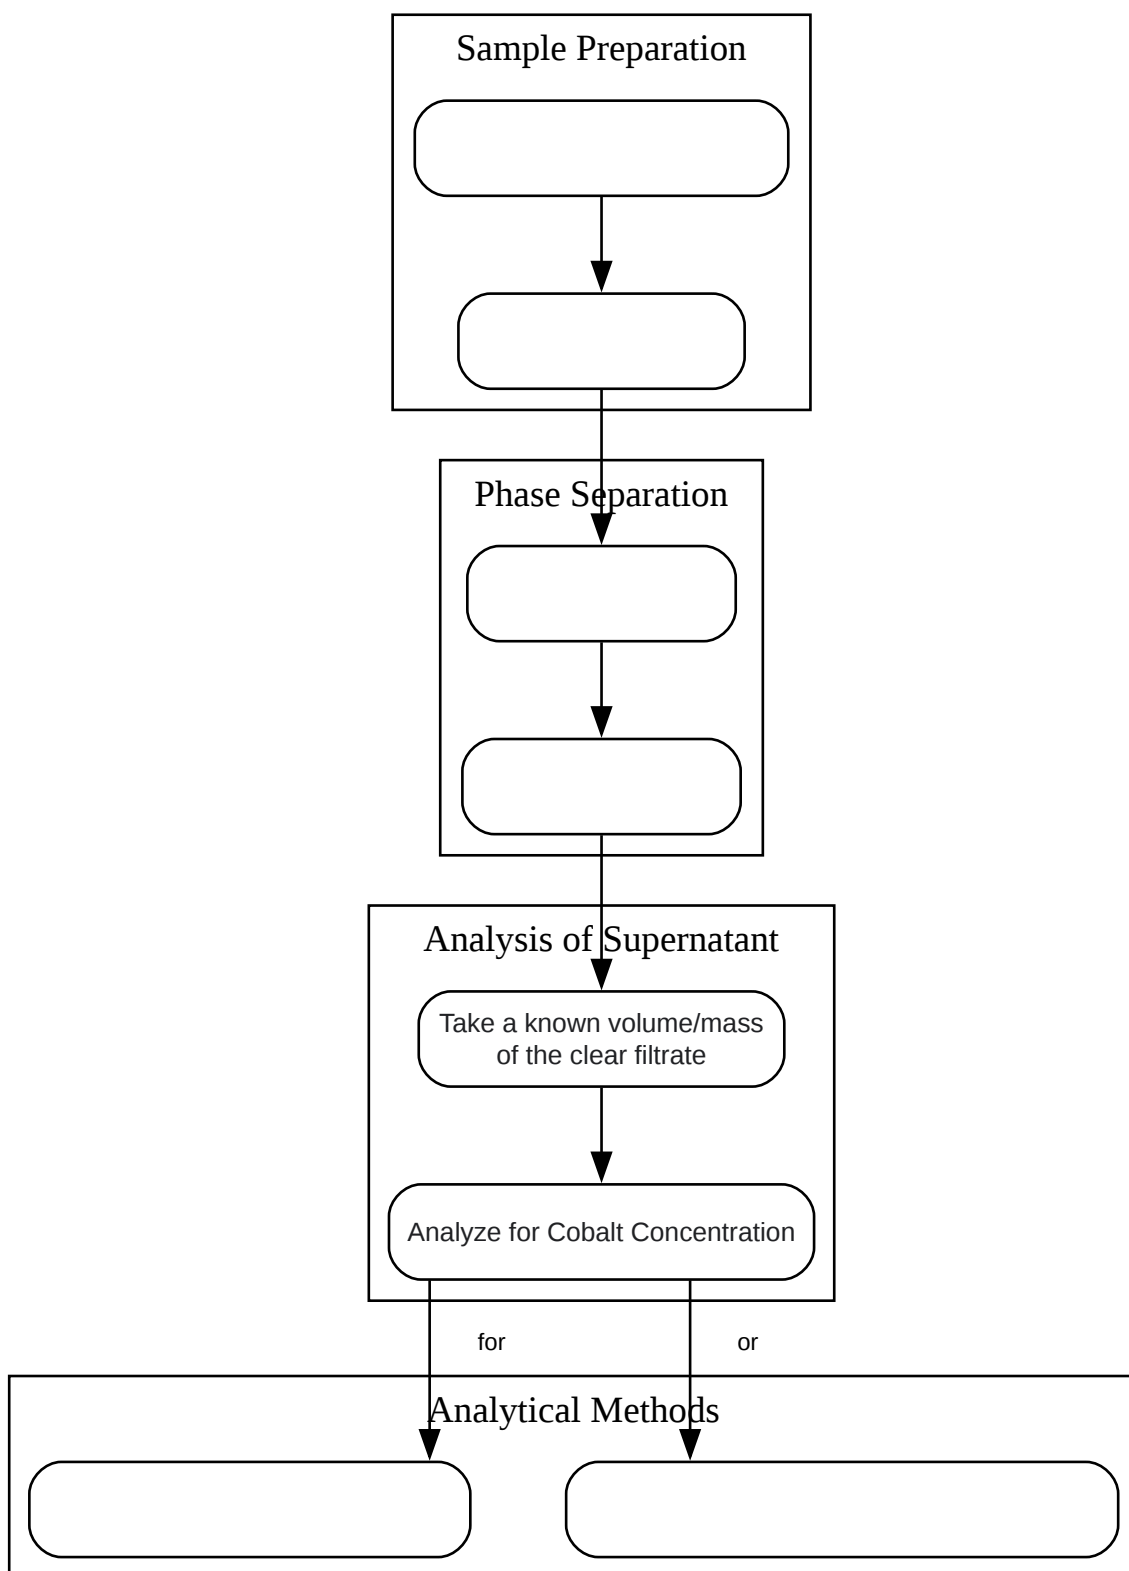 Sample Preparation
Phase Separation
Analysis of Supernatant
Take a known volume/mass
of the clear filtrate
Analyze for Cobalt Concentration
for
or
Analytical Methods